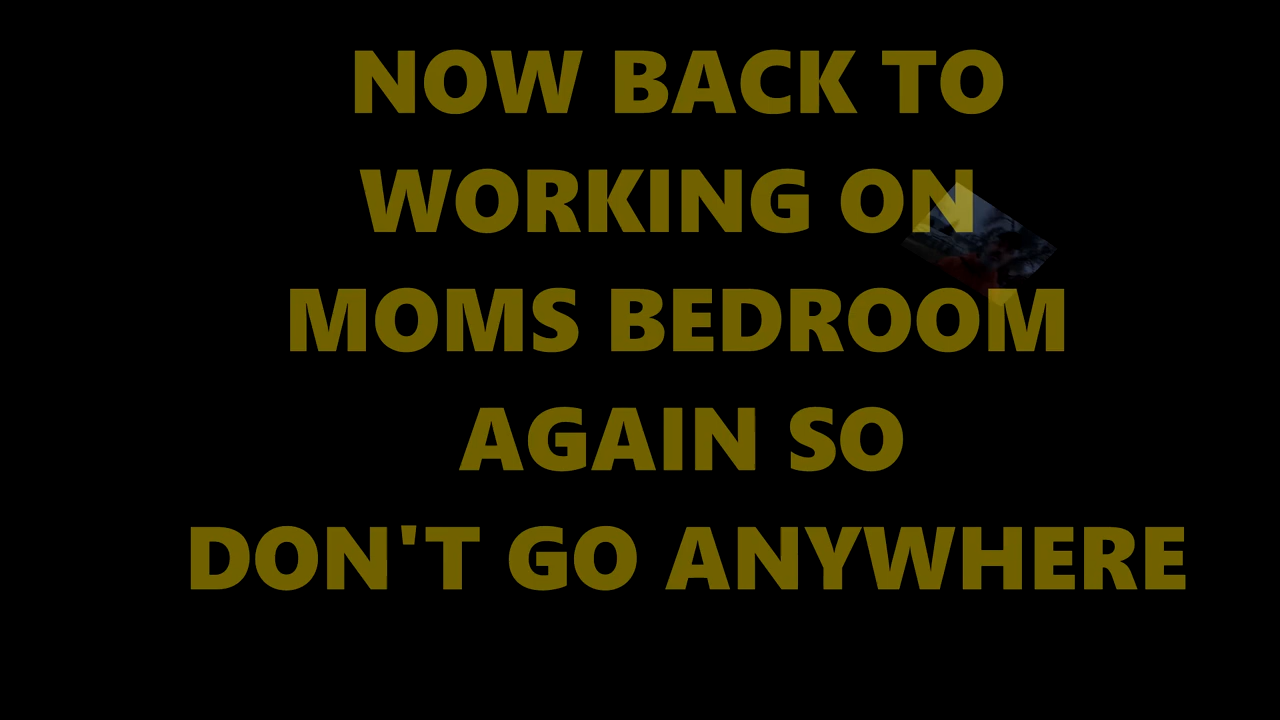 NOW BACK TO
WORKING ON
MOMS BEDROOM
AGAIN SO
DON'T GO ANYWHERE